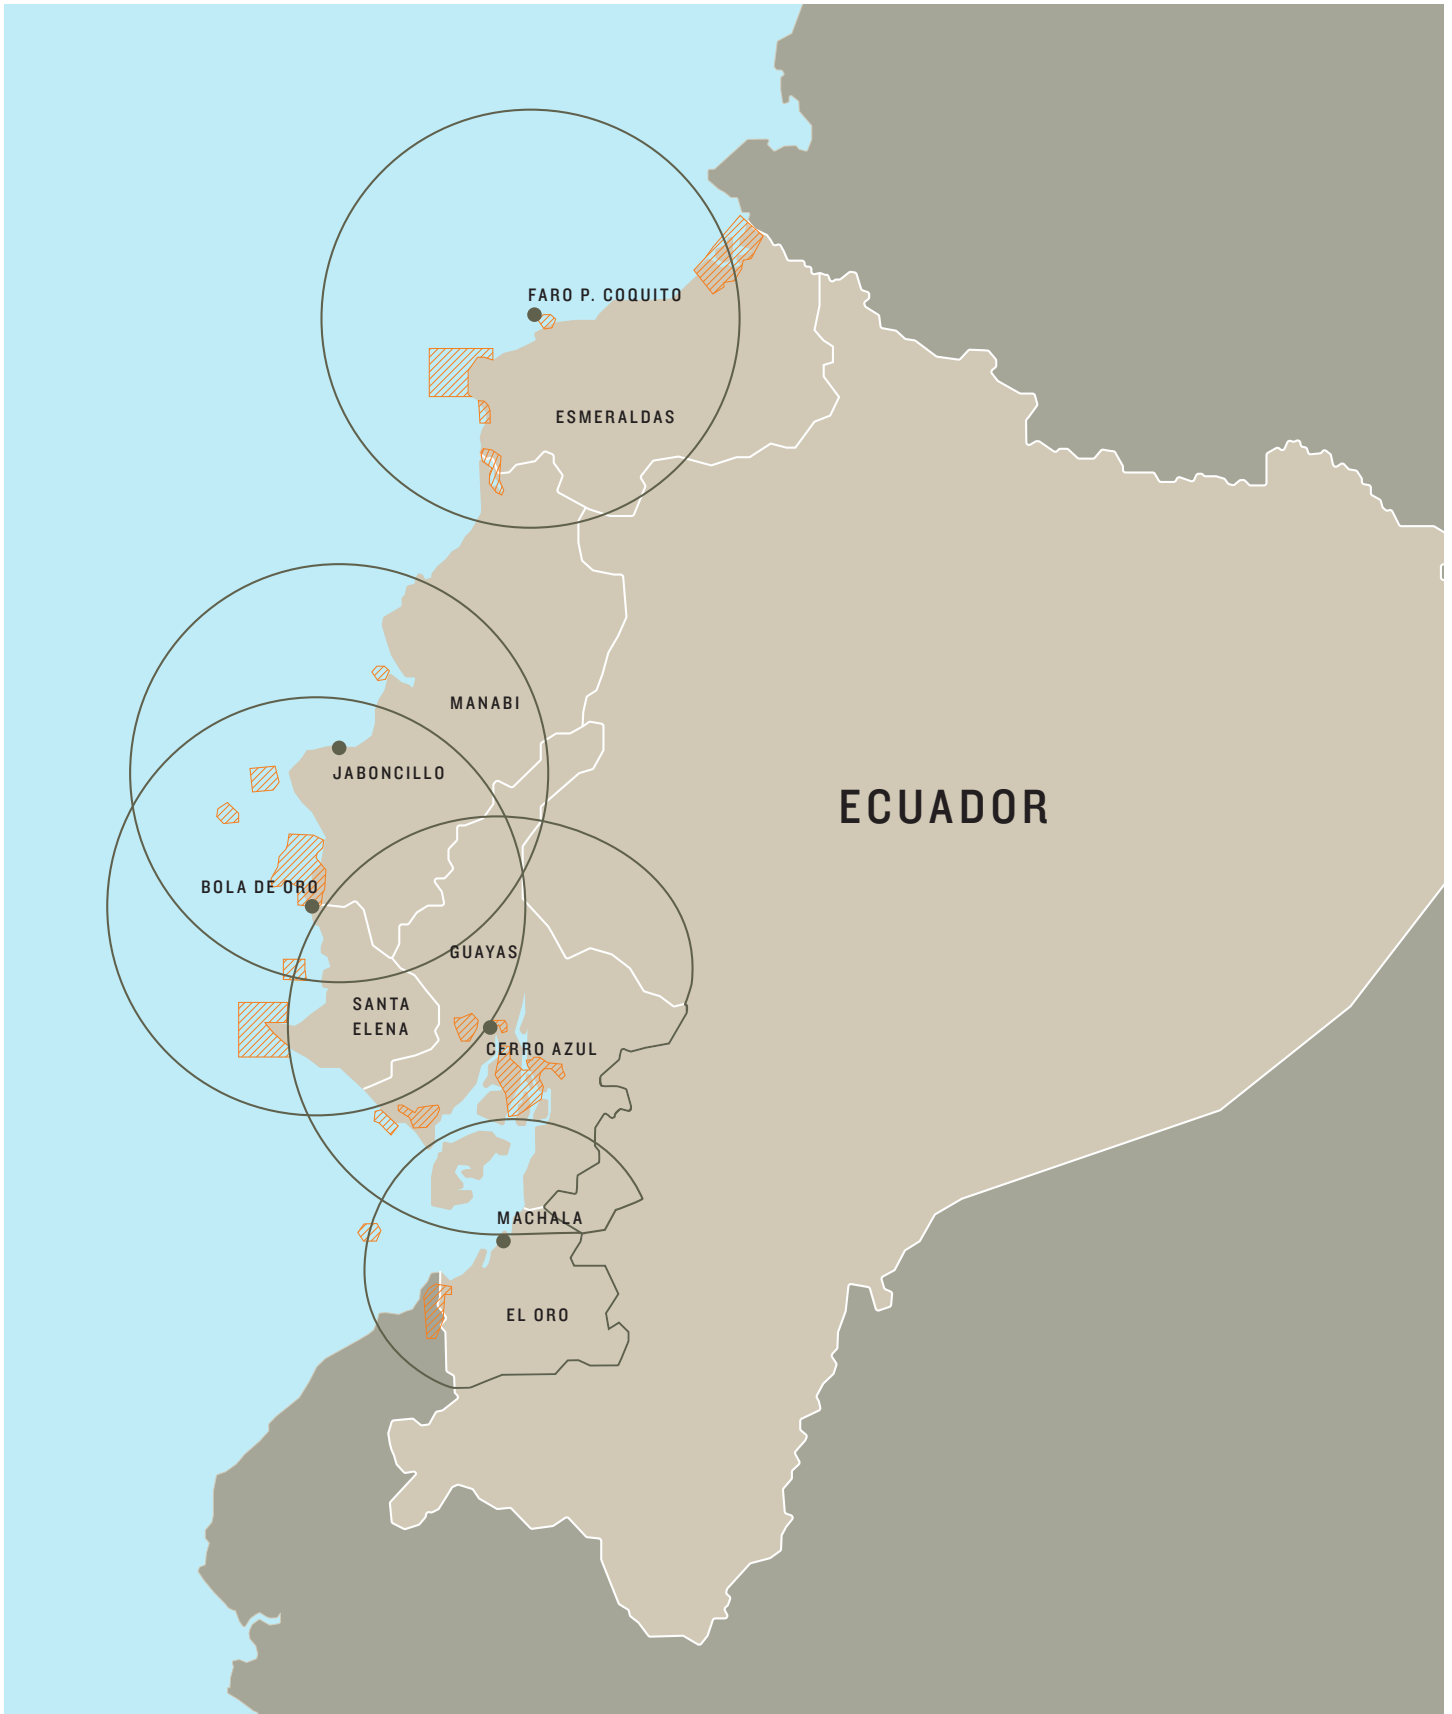 FARO P. COQUITO
ESMERALDAS
MANABI
JABONCILLO
ECUADOR
BOLA DE ORO
GUAYAS
SANTA
ELENA
CERRO AZUL
MACHALA
EL ORO